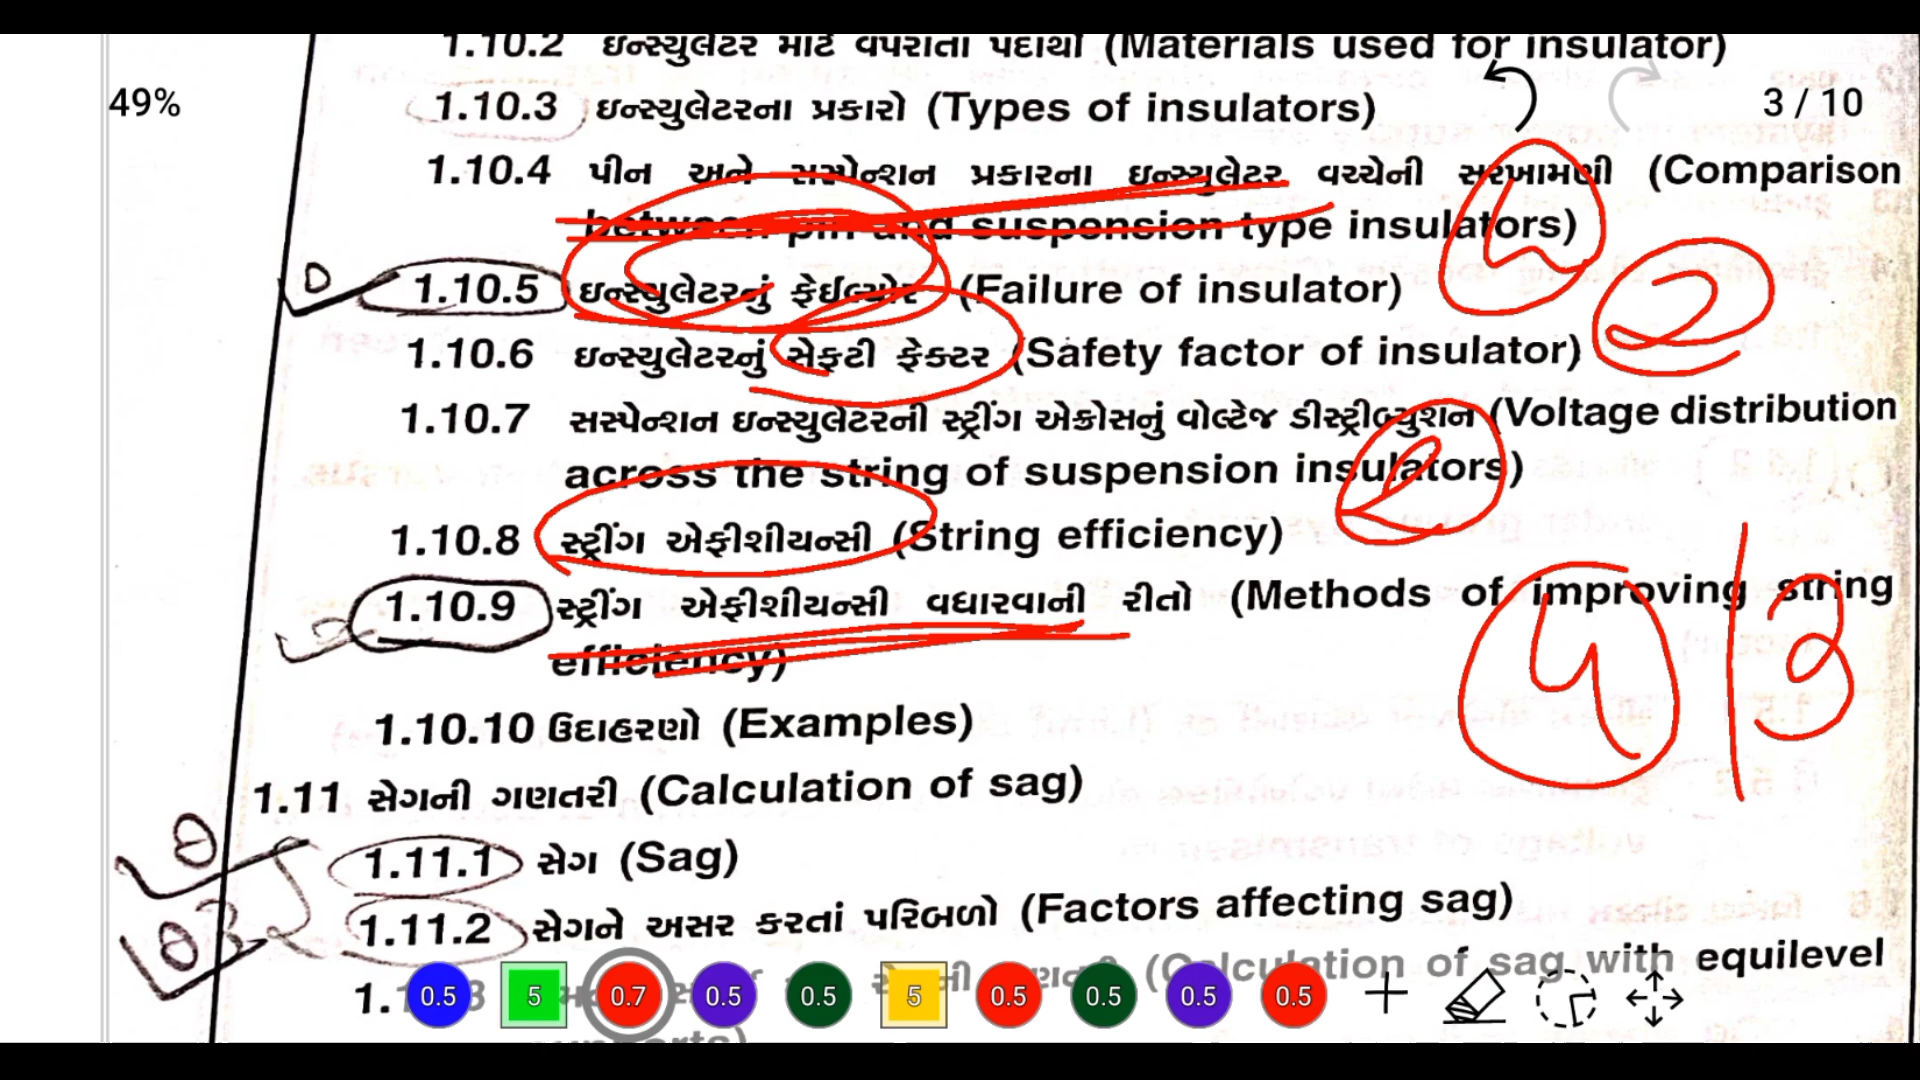 1.10.2 ઇન્સ્યુલેટર માટે વપરાતા પદાર્થો (Materials used for insulator)
49%
1.10.3 ઇન્સ્યુલેટરના પ્રકારો (Types of insulators)
3 / 10
1.10.4 પીન અને સસ્પેન્શન પ્રકારના ઇન્સ્યુલેટર વચ્ચેની સરખામણી (Comparison
between pin and suspension type insulators)
1.10.5 ઇન્સ્યુલેટરનું ફેઈલ્યોર (Failure of insulator)
1.10.6 ઇન્સ્યુલેટરનું સેફટી ફેક્ટર (Safety factor of insulator)
2
1.10.7 સસ્પેન્શન ઇન્સ્યુલેટરની સ્ટ્રીંગ એક્રોસનું વોલ્ટેજ ડીસ્ટ્રીબ્યુશન (Voltage distribution
across the string of suspension insulators)
1.10.8 સ્ટ્રીંગ એફીશીયન્સી (String efficiency)
1.10.9 સ્ટ્રીંગ એફીશીયન્સી વધારવાની રીતો (Methods of improving string
efficiency)
1.10.10 ઉદાહરણો (Examples)
1.11 સેગની ગણતરી (Calculation of sag)
1.11.1 સેગ (Sag)
1.11.2 સેગને અસર કરતાં પરિબળો (Factors affecting sag)
(Calculation of sag with equilevel
0.5 5 0.7 0.5 0.5 5 0.5 0.5 0.5 0.5